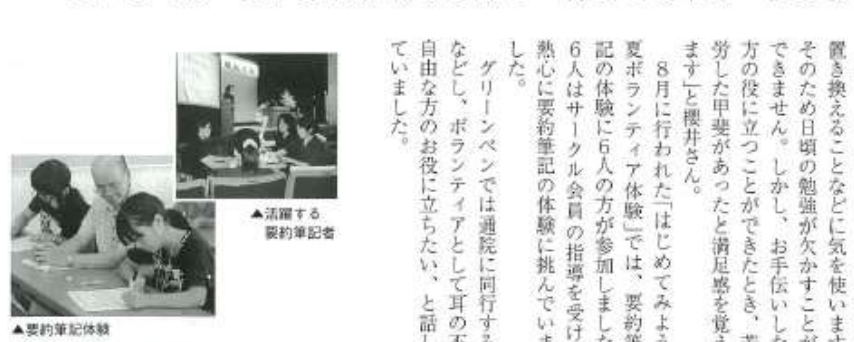 置き換えることなどに気を使います
そのため日頃の勉強が欠かすことが
できません。しかし、お手伝いした
方の役に立つことができたとき、苦
労した甲斐があったと満足感を覚え
ます」と櫻井さん。
８月に行われた「はじめてみよう
夏ボランティア体験」では、要約筆
記の体験に６人の方が参加しました
６人はサークル会員の指導を受け
熱心に要約筆記の体験に挑んでいま
した。
グリーンペンでは通院に同行する
などし、ボランティアとして耳の不
自由な方のお役に立ちたい、と話し
ていました。
▲活躍する
要約筆記者
▲要約筆記体験